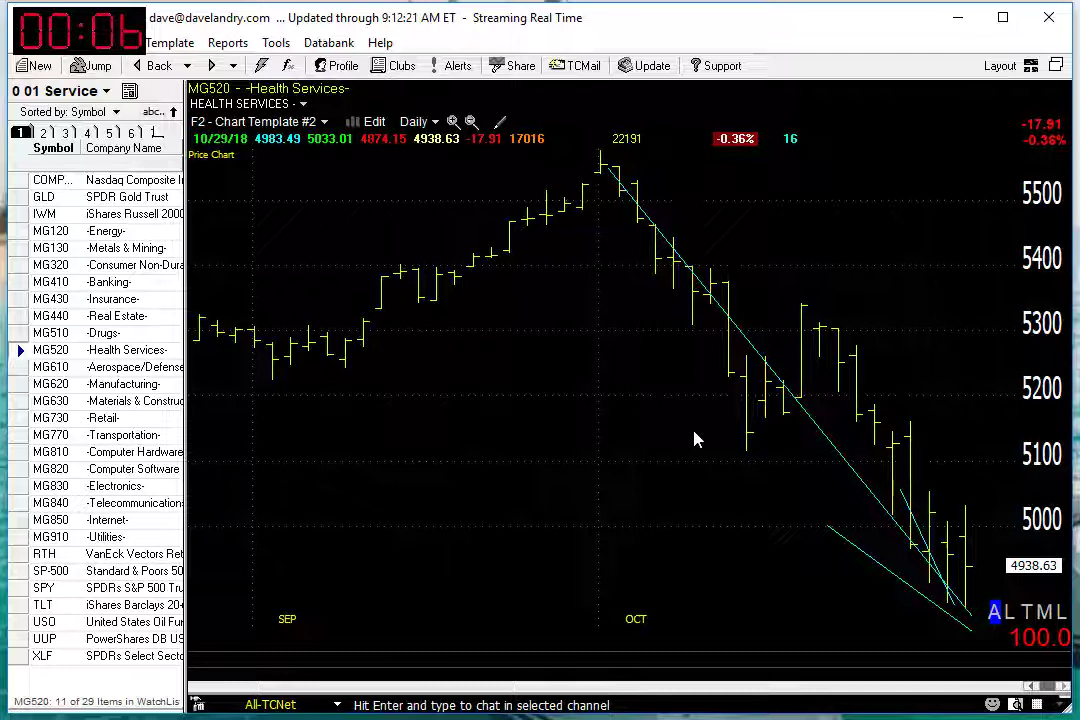 00:06
dave@davelandry.com ... Updated through 9:12:21 AM ET - Streaming Real Time
Template Reports Tools Databank Help
New Jump Back Profile Clubs Alerts Share TCMail Update Support Layout
0 01 Service
Sorted by: Symbol abc..
1 2 3 4 5 6
Symbol Company Name
COMP... Nasdaq Composite In
GLD SPDR Gold Trust
IWM iShares Russell 2000
MG120 -Energy-
MG130 -Metals & Mining-
MG320 -Consumer Non-Dura
MG410 -Banking-
MG430 -Insurance-
MG440 -Real Estate-
MG510 -Drugs-
MG520 -Health Services-
MG610 -Aerospace/Defense
MG620 -Manufacturing-
MG630 -Materials & Construc
MG730 -Retail-
MG770 -Transportation-
MG810 -Computer Hardware
MG820 -Computer Software
MG830 -Electronics-
MG840 -Telecommunication
MG850 -Internet-
MG910 -Utilities-
RTH VanEck Vectors Ret
SP-500 Standard & Poors 50
SPY SPDRs S&P 500 Tru
TLT iShares Barclays 20+
USO United States Oil Fun
UUP PowerShares DB US
XLF SPDRs Select Secto
MG520: 11 of 29 Items in WatchList
MG520 - -Health Services-
HEALTH SERVICES -
F2 - Chart Template #2 Edit Daily
10/29/18 4983.49 5033.01 4874.15 4938.63 -17.91 17016 22191 -0.36% 16
-17.91
-0.36%
Price Chart
5500
5400
5300
5200
5100
5000
4938.63
SEP OCT
A L T M L
100.0
All-TCNet Hit Enter and type to chat in selected channel